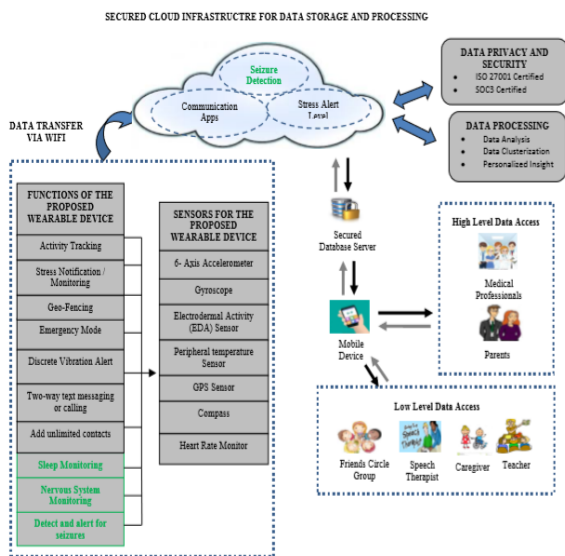 SECURED CLOUD INFRASTRUCTRE FOR DATA STORAGE AND PROCESSING
Seizure
Detection
Communication
Apps
Stress Alert
Level
DATA PRIVACY AND
SECURITY
• ISO 27001 Certified
• SOC3 Certified
DATA PROCESSING
• Data Analysis
• Data Clusterization
• Personalized Insight
DATA TRANSFER
VIA WIFI
FUNCTIONS OF THE
PROPOSED
WEARABLE DEVICE
Activity Tracking
Stress Notification /
Monitoring
Geo-Fencing
Emergency Mode
Discrete Vibration Alert
Two-way text messaging
or calling
Add unlimited contacts
Sleep Monitoring
Nervous System
Monitoring
Detect and alert for
seizures
SENSORS FOR THE
PROPOSED
WEARABLE DEVICE
6- Axis Accelerometer
Gyroscope
Electrodermal Activity
(EDA) Sensor
Peripheral temperature
Sensor
GPS Sensor
Compass
Heart Rate Monitor
Secured
Database Server
Mobile
Device
High Level Data Access
Medical
Professionals
Parents
Low Level Data Access
Friends Circle
Group
Speech
Therapist
Caregiver
Teacher